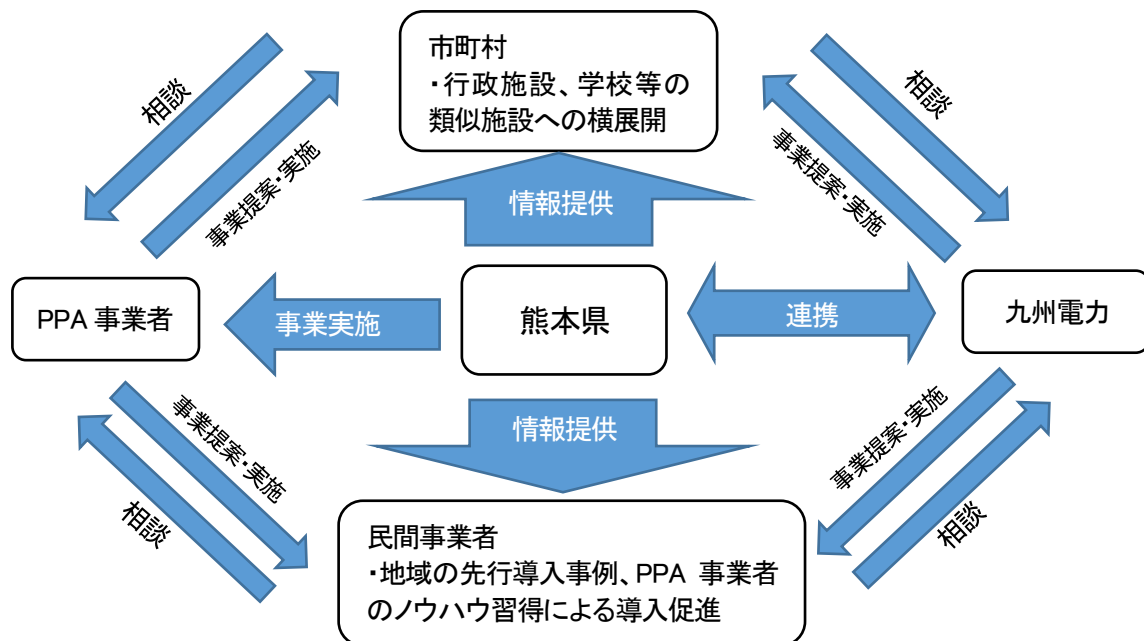 市町村
・行政施設、学校等の
類似施設への横展開
相談
事業提案・実施
相談
事業提案・実施
情報提供
PPA 事業者
事業実施
熊本県
連携
九州電力
情報提供
事業提案・実施
相談
事業提案・実施
相談
民間事業者
・地域の先行導入事例、PPA 事業者
のノウハウ習得による導入促進